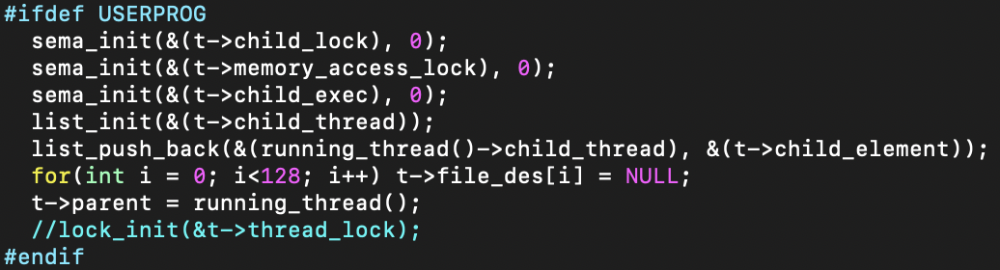 #ifdef USERPROG
  sema_init(&(t->child_lock), 0);
  sema_init(&(t->memory_access_lock), 0);
  sema_init(&(t->child_exec), 0);
  list_init(&(t->child_thread));
  list_push_back(&(running_thread()->child_thread), &(t->child_element));
  for(int i = 0; i<128; i++) t->file_des[i] = NULL;
  t->parent = running_thread();
  //lock_init(&t->thread_lock);
#endif